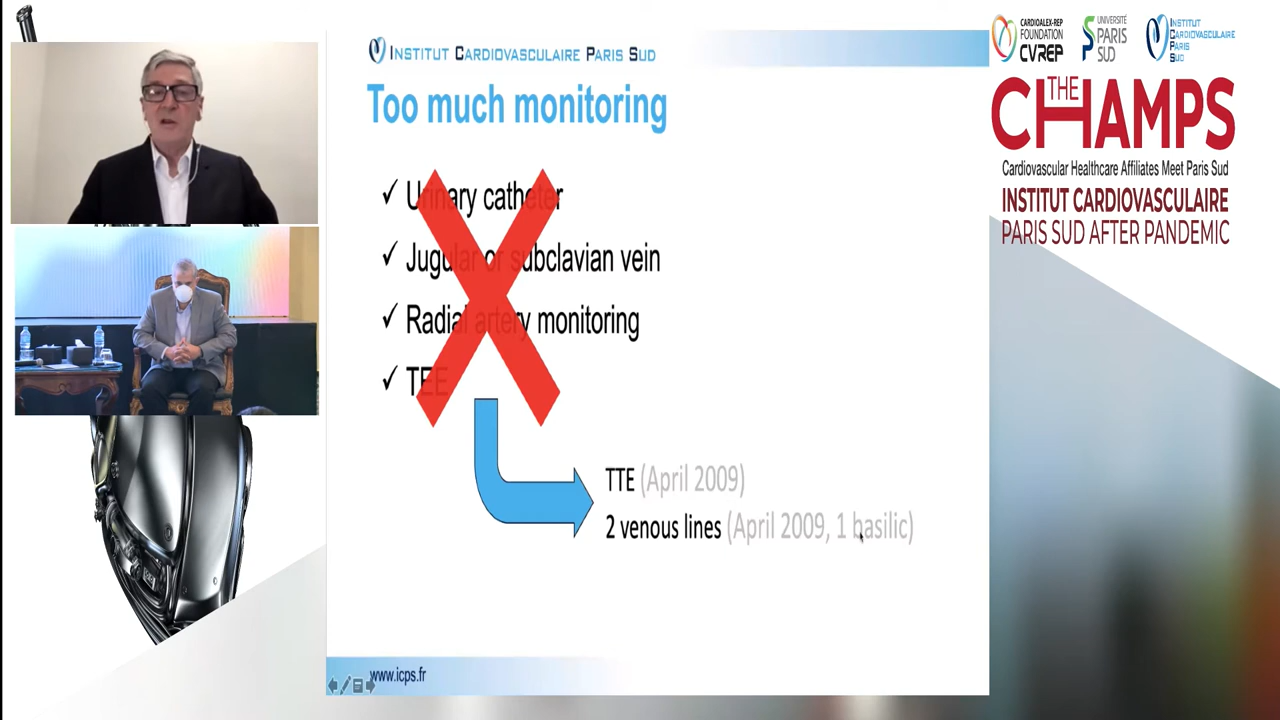 INSTITUT CARDIOVASCULAIRE PARIS SUD
Too much monitoring
✓ Urinary catheter
✓ Jugular or subclavian vein
✓ Radial artery monitoring
✓ TEE
TTE (April 2009)
2 venous lines (April 2009, 1 basilic)
www.icps.fr
CARDIOALEX-REP
FOUNDATION
CVREP
UNIVERSITÉ
PARIS
SUD
INSTITUT
CARDIOVASCULAIRE
PARIS
SUD
THE
CHAMPS
Cardiovascular Healthcare Affiliates Meet Paris Sud
INSTITUT CARDIOVASCULAIRE
PARIS SUD AFTER PANDEMIC